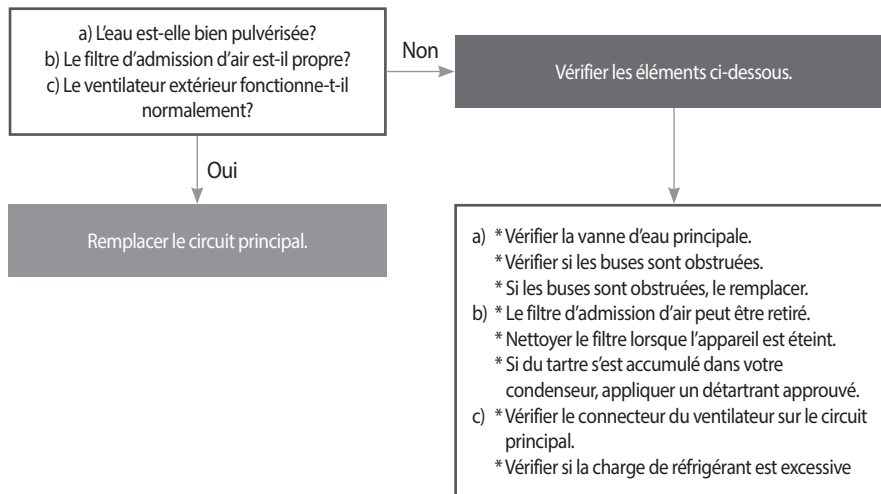 a) L'eau est-elle bien pulvérisée?
b) Le filtre d'admission d'air est-il propre?
c) Le ventilateur extérieur fonctionne-t-il
normalement?
Non
Vérifier les éléments ci-dessous.
Oui
Remplacer le circuit principal.
a) * Vérifier la vanne d'eau principale.
* Vérifier si les buses sont obstruées.
* Si les buses sont obstruées, le remplacer.
b) * Le filtre d'admission d'air peut être retiré.
* Nettoyer le filtre lorsque l'appareil est éteint.
* Si du tartre s'est accumulé dans votre
condenseur, appliquer un détartrant approuvé.
c) * Vérifier le connecteur du ventilateur sur le circuit
principal.
* Vérifier si la charge de réfrigérant est excessive